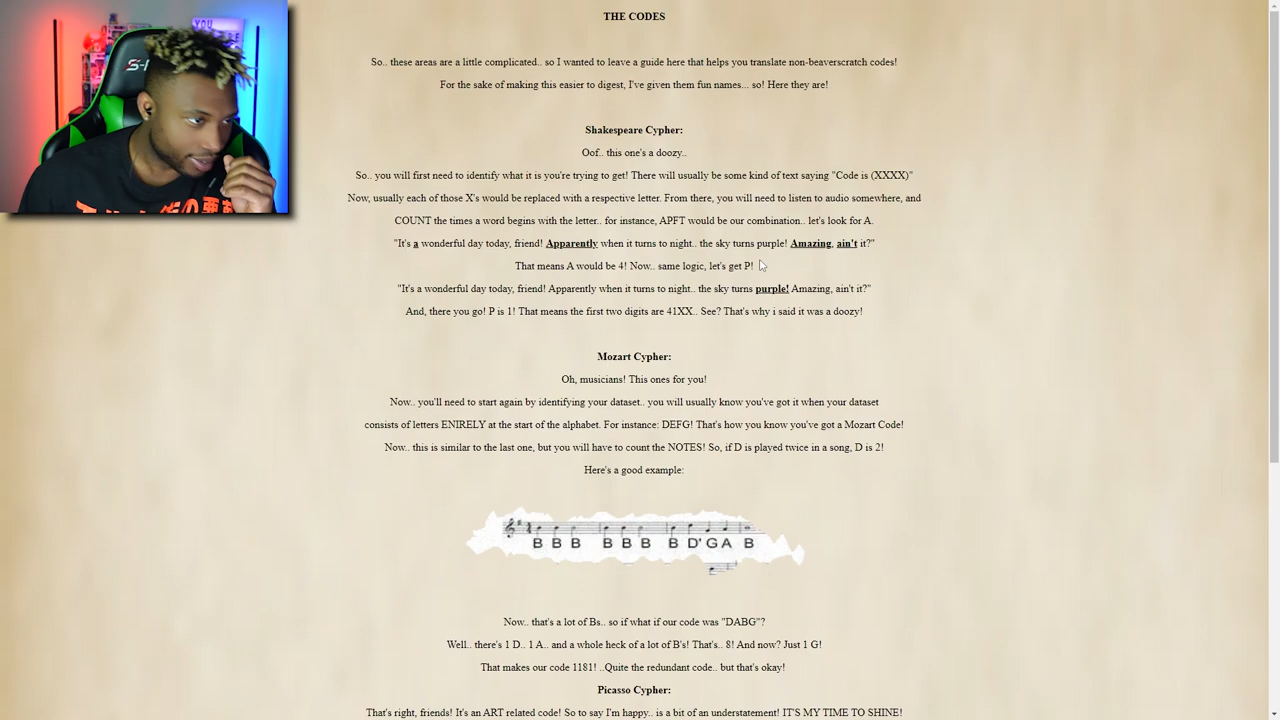 THE CODES
So.. these areas are a little complicated.. so I wanted to leave a guide here that helps you translate non-beaverscratch codes!
For the sake of making this easier to digest, I've given them fun names... so! Here they are!
Shakespeare Cypher:
Oof.. this one's a doozy..
So.. you will first need to identify what it is you're trying to get! There will usually be some kind of text saying "Code is (XXXX)"
Now, usually each of those X's would be replaced with a respective letter. From there, you will need to listen to audio somewhere, and
COUNT the times a word begins with the letter.. for instance, APFT would be our combination.. let's look for A.
"It's a wonderful day today, friend! Apparently when it turns to night.. the sky turns purple! Amazing, ain't it?"
That means A would be 4! Now.. same logic, let's get P!
"It's a wonderful day today, friend! Apparently when it turns to night.. the sky turns purple! Amazing, ain't it?"
And, there you go! P is 1! That means the first two digits are 41XX.. See? That's why i said it was a doozy!
Mozart Cypher:
Oh, musicians! This ones for you!
Now.. you'll need to start again by identifying your dataset.. you will usually know you've got it when your dataset
consists of letters ENIRELY at the start of the alphabet. For instance: DEFG! That's how you know you've got a Mozart Code!
Now.. this is similar to the last one, but you will have to count the NOTES! So, if D is played twice in a song, D is 2!
Here's a good example:
B B B B B B B D' G A B
Now.. that's a lot of Bs.. so if what if our code was "DABG"?
Well.. there's 1 D.. 1 A.. and a whole heck of a lot of B's! That's.. 8! And now? Just 1 G!
That makes our code 1181! ..Quite the redundant code.. but that's okay!
Picasso Cypher:
That's right, friends! It's an ART related code! So to say I'm happy.. is a bit of an understatement! IT'S MY TIME TO SHINE!